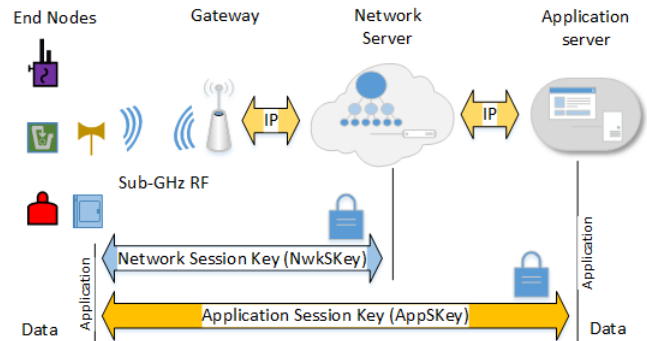 End Nodes
Gateway
Network
Server
Application
server
IP
IP
Sub-GHz RF
Network Session Key (NwkSKey)
Application
Application
Application Session Key (AppSKey)
Data
Data